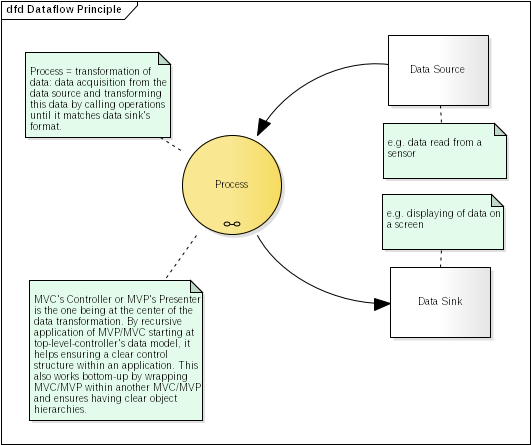 dfd Dataflow Principle
Process = transformation of
data: data acquisition from the
data source and transforming
this data by calling operations
until it matches data sink's
format.
Data Source
e.g. data read from a
sensor
Process
e.g. displaying of data on
a screen
Data Sink
MVC's Controller or MVP's Presenter
is the one being at the center of the
data transformation. By recursive
application of MVP/MVC starting at
top-level-controller's data model, it
helps ensuring a clear control
structure within an application. This
also works bottom-up by wrapping
MVC/MVP within another MVC/MVP
and ensures having clear object
hierarchies.